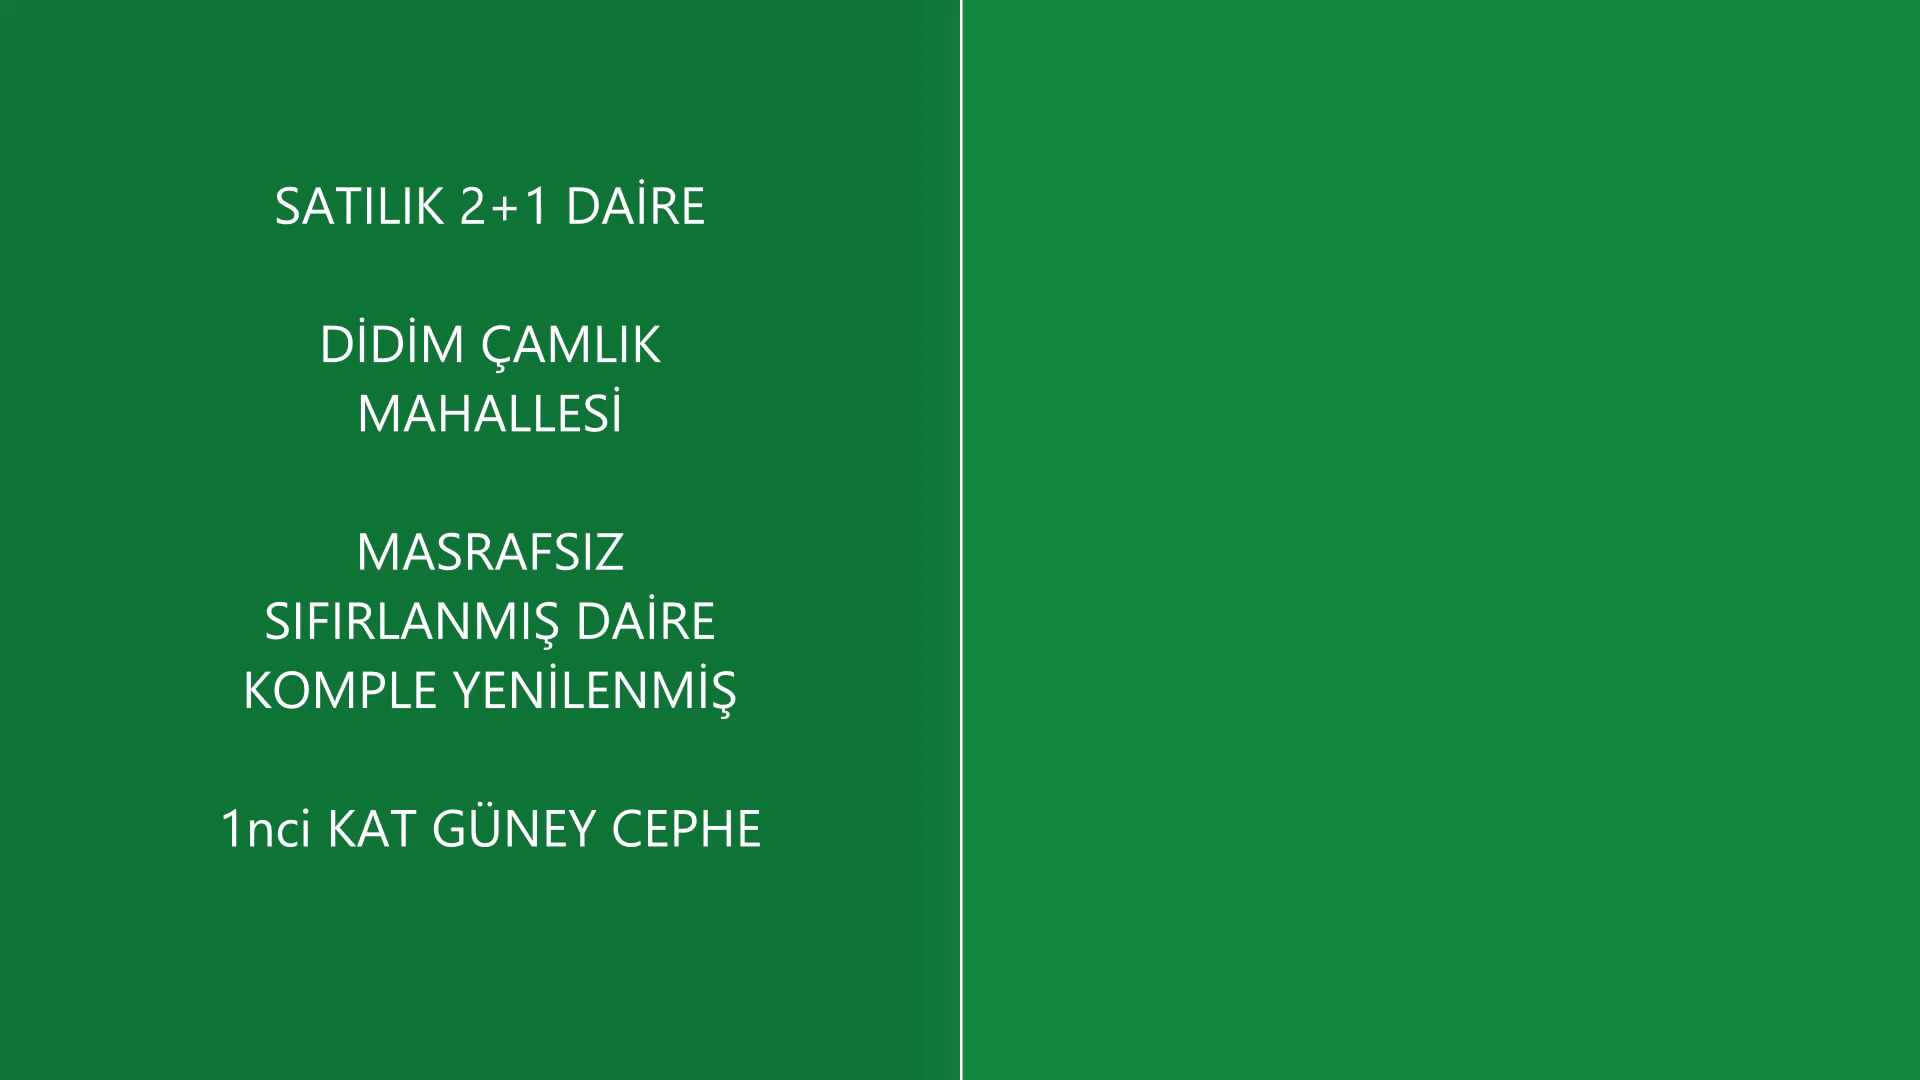 SATILIK 2+1 DAİRE
DİDİM ÇAMLIK
MAHALLESİ
MASRAFSIZ
SIFIRLANMIŞ DAİRE
KOMPLE YENİLENMİŞ
1nci KAT GÜNEY CEPHE